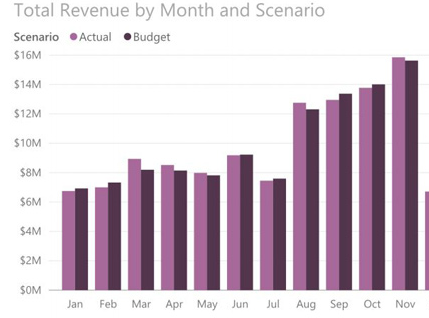 Total Revenue by Month and Scenario
Scenario Actual Budget
$16M
$14M
$12M
$10M
$8M
$6M
$4M
$2M
$0M
Jan Feb Mar Apr May Jun Jul Aug Sep Oct Nov